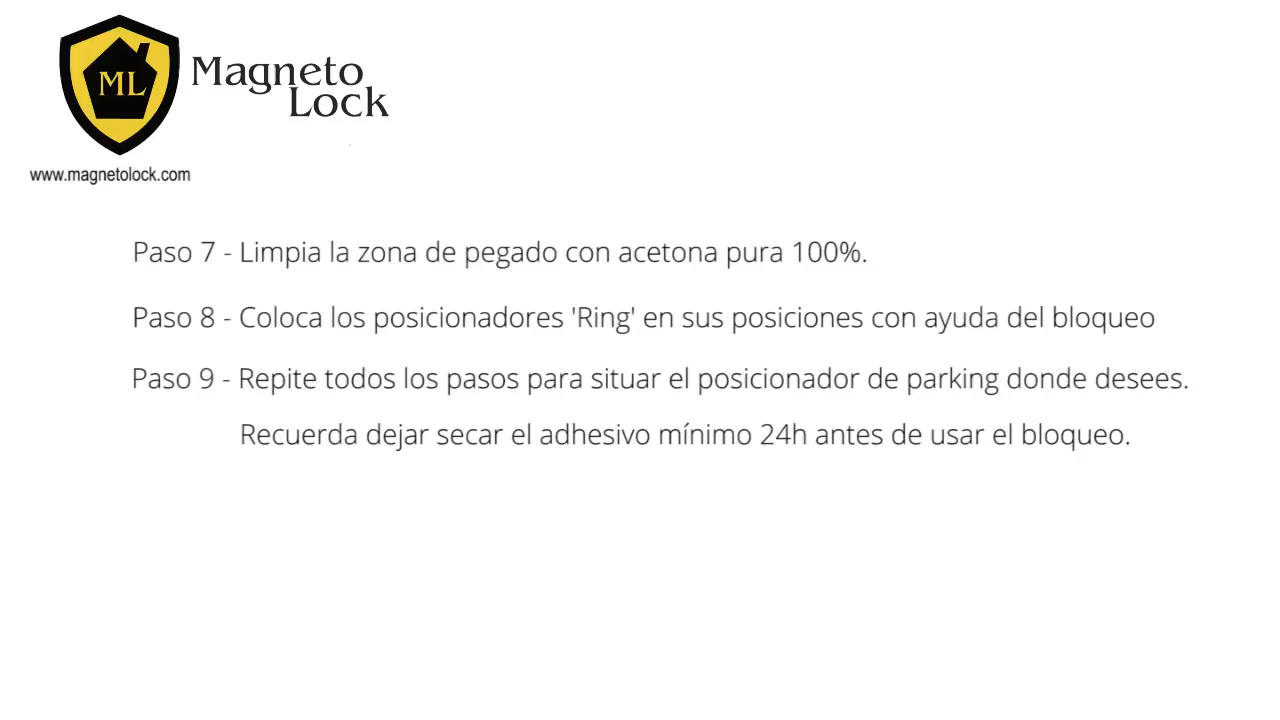 ML
Magneto
Lock
www.magnetolock.com
Paso 7 - Limpia la zona de pegado con acetona pura 100%.
Paso 8 - Coloca los posicionadores 'Ring' en sus posiciones con ayuda del bloqueo
Paso 9 - Repite todos los pasos para situar el posicionador de parking donde desees.
Recuerda dejar secar el adhesivo mínimo 24h antes de usar el bloqueo.